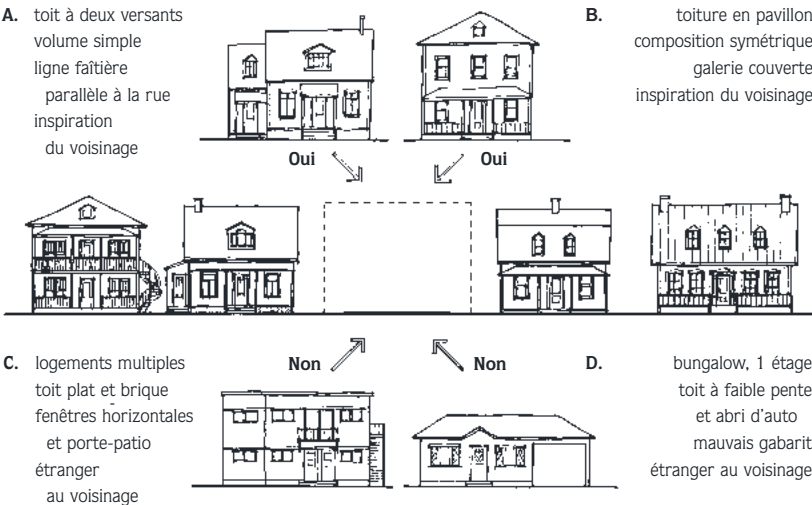 A. toit à deux versants
volume simple
ligne faîtière
parallèle à la rue
inspiration
du voisinage
Oui
Oui
B. toiture en pavillon
composition symétrique
galerie couverte
inspiration du voisinage
C. logements multiples
toit plat et brique
fenêtres horizontales
et porte-patio
étranger
au voisinage
Non
Non
D. bungalow, 1 étage
toit à faible pente
et abri d'auto
mauvais gabarit
étranger au voisinage